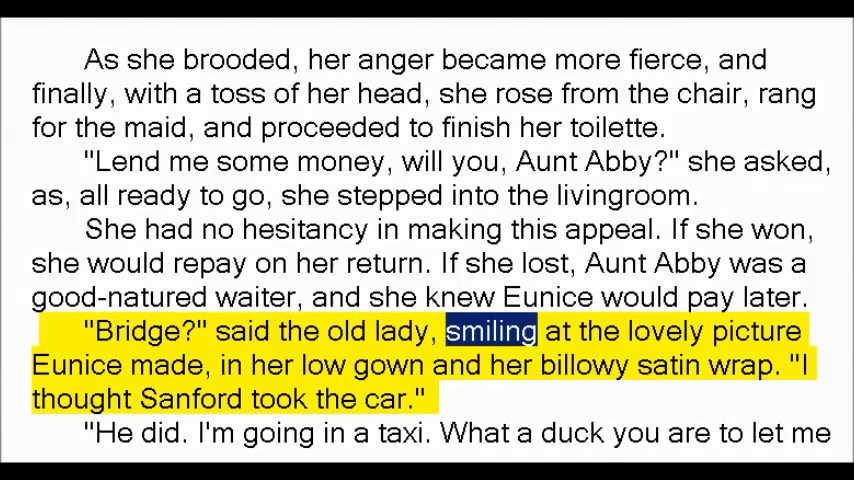 As she brooded, her anger became more fierce, and
finally, with a toss of her head, she rose from the chair, rang
for the maid, and proceeded to finish her toilette.
"Lend me some money, will you, Aunt Abby?" she asked,
as, all ready to go, she stepped into the livingroom.
She had no hesitancy in making this appeal. If she won,
she would repay on her return. If she lost, Aunt Abby was a
good-natured waiter, and she knew Eunice would pay later.
"Bridge?" said the old lady, smiling at the lovely picture
Eunice made, in her low gown and her billowy satin wrap. "I
thought Sanford took the car."
"He did. I'm going in a taxi. What a duck you are to let me